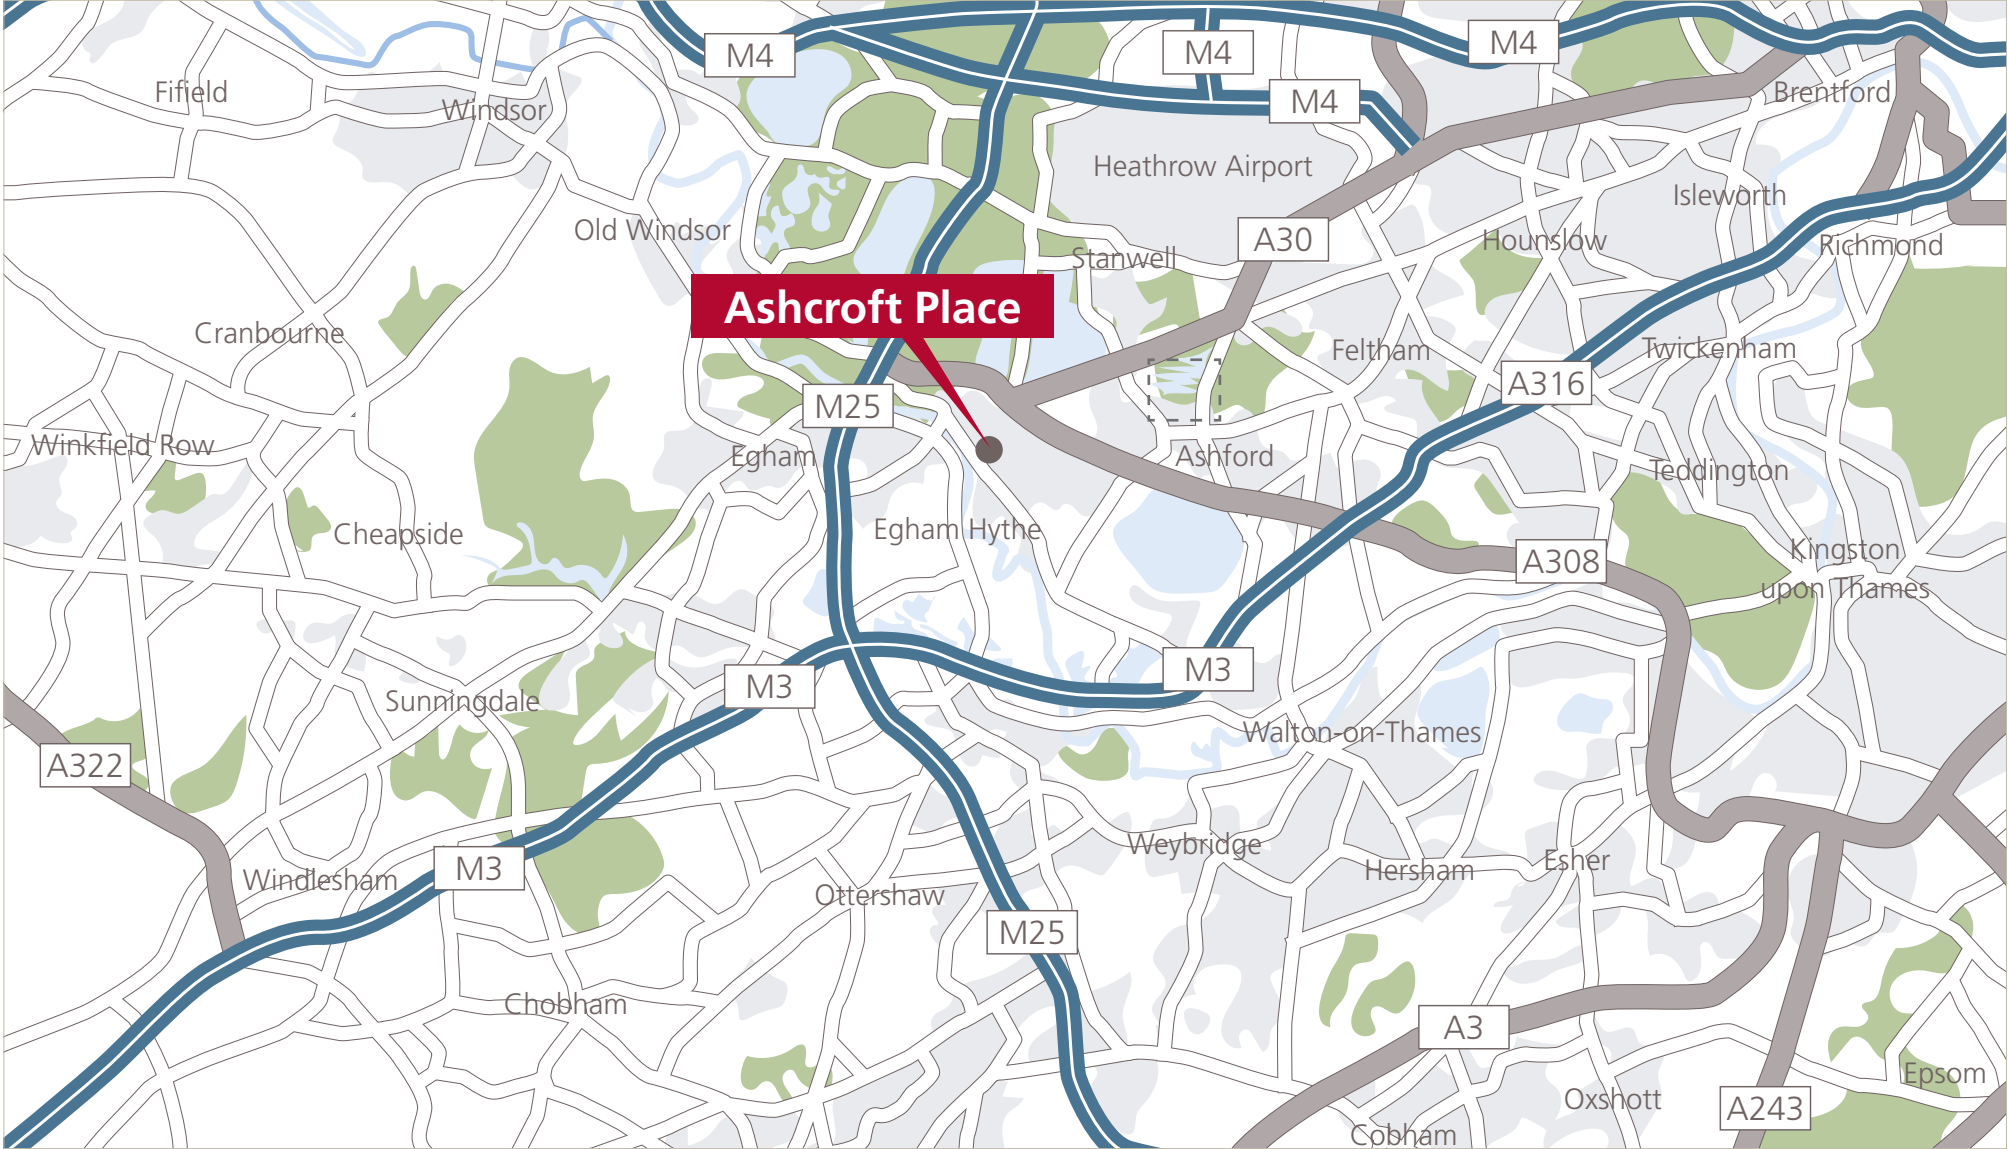 M4
M4
M4
M4
Fifield
Windsor
Brentford
Heathrow Airport
Isleworth
Old Windsor
A30
Hounslow
Richmond
Stanwell
Ashcroft Place
Cranbourne
Feltham
Twickenham
A316
M25
Winkfield Row
Egham
Ashford
Teddington
Cheapside
Egham Hythe
Kingston
upon Thames
A308
M3
M3
Sunningdale
Walton-on-Thames
A322
Weybridge
Hersham
Esher
M3
Windlesham
Ottershaw
M25
Chobham
A3
Epsom
Oxshott
A243
Cobham